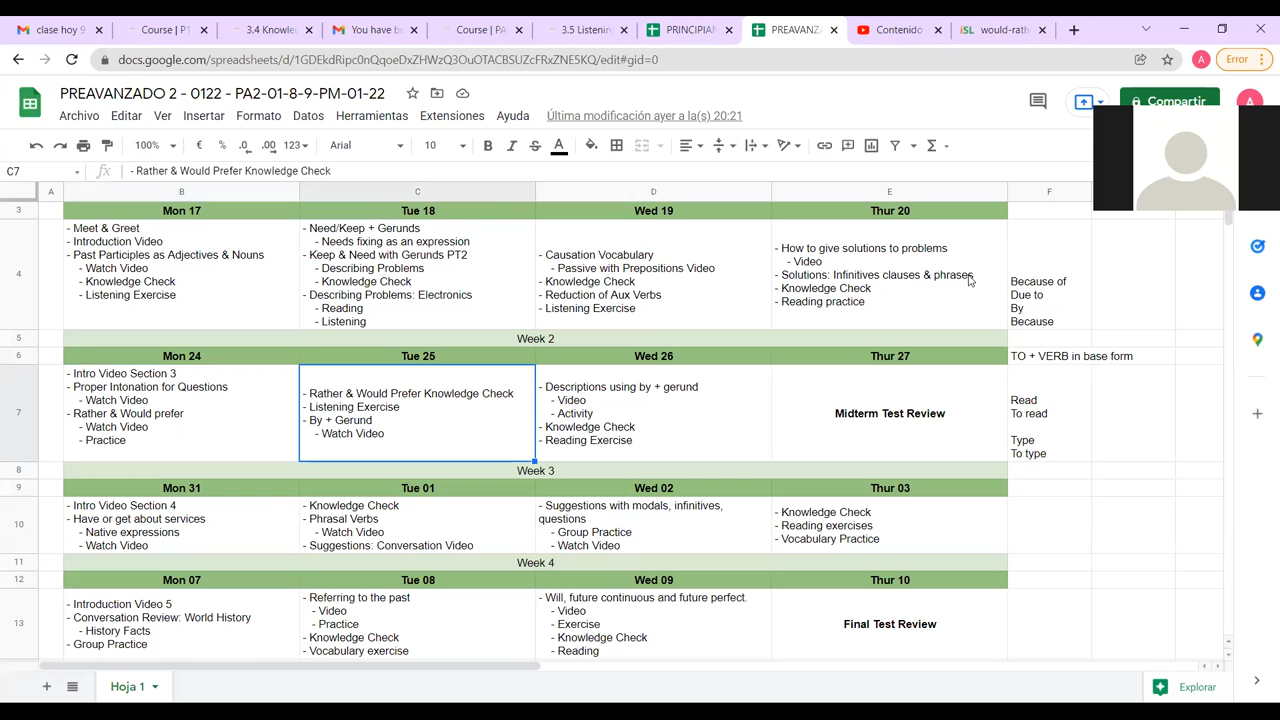 clase hoy
Course | P1
3.4 Knowle
You have b
Course | PA
3.5 Listenin
PRINCIPIAN
PREAVANZ
Contenido
would-rath
docs.google.com/spreadsheets/d/1GDEkdRipc0nQqoeDxZHWzQ3OuOTACBSUZcFRxZNE5KQ/edit#gid=0
A
Error
PREAVANZADO 2 - 0122 - PA2-01-8-9-PM-01-22
Archivo Editar Ver Insertar Formato Datos Herramientas Extensiones Ayuda Última modificación ayer a la(s) 20:21
Compartir
100% € % .0 .00 123 Arial 10 B I S A
C7 fx - Rather & Would Prefer Knowledge Check
A B C D E F
3 Mon 17 Tue 18 Wed 19 Thur 20
4
- Meet & Greet
- Introduction Video
- Past Participles as Adjectives & Nouns
- Watch Video
- Knowledge Check
- Listening Exercise
- Need/Keep + Gerunds
- Needs fixing as an expression
- Keep & Need with Gerunds PT2
- Describing Problems
- Knowledge Check
- Describing Problems: Electronics
- Reading
- Listening
- Causation Vocabulary
- Passive with Prepositions Video
- Knowledge Check
- Reduction of Aux Verbs
- Listening Exercise
- How to give solutions to problems
- Video
- Solutions: Infinitives clauses & phrases
- Knowledge Check
- Reading practice
Because of
Due to
By
Because
5 Week 2
6 Mon 24 Tue 25 Wed 26 Thur 27 TO + VERB in base form
7
- Intro Video Section 3
- Proper Intonation for Questions
- Watch Video
- Rather & Would prefer
- Watch Video
- Practice
- Rather & Would Prefer Knowledge Check
- Listening Exercise
- By + Gerund
- Watch Video
- Descriptions using by + gerund
- Video
- Activity
- Knowledge Check
- Reading Exercise
Midterm Test Review
Read
To read
Type
To type
8 Week 3
9 Mon 31 Tue 01 Wed 02 Thur 03
10
- Intro Video Section 4
- Have or get about services
- Native expressions
- Watch Video
- Knowledge Check
- Phrasal Verbs
- Watch Video
- Suggestions: Conversation Video
- Suggestions with modals, infinitives,
questions
- Group Practice
- Watch Video
- Knowledge Check
- Reading exercises
- Vocabulary Practice
11 Week 4
12 Mon 07 Tue 08 Wed 09 Thur 10
13
- Introduction Video 5
- Conversation Review: World History
- History Facts
- Group Practice
- Referring to the past
- Video
- Practice
- Knowledge Check
- Vocabulary exercise
- Will, future continuous and future perfect.
- Video
- Exercise
- Knowledge Check
- Reading
Final Test Review
Hoja 1
Explorar